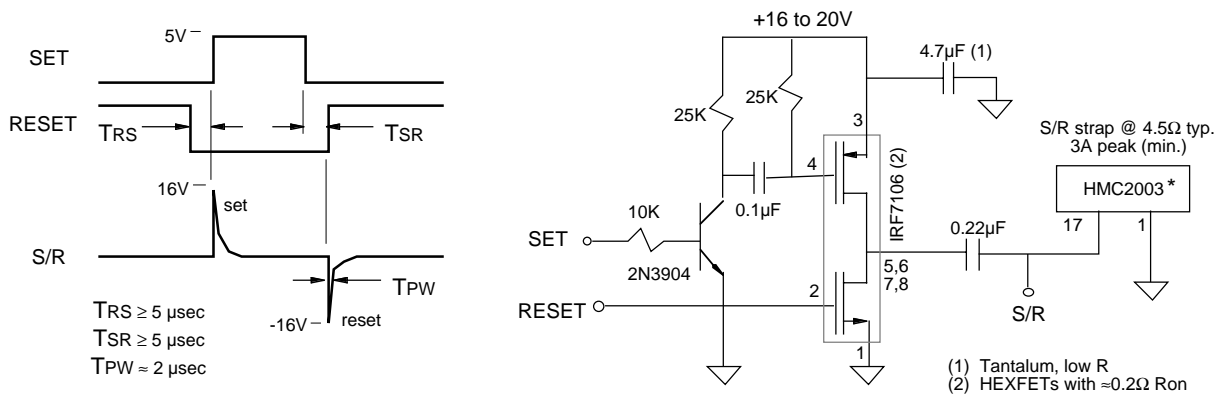 5V
SET
RESET
TRS
TSR
16V
set
S/R
TPW
-16V
reset
TRS ≥ 5 µsec
TSR ≥ 5 µsec
TPW ≈ 2 µsec
+16 to 20V
4.7µF (1)
25K
25K
3
4
0.1µF
IRF7106 (2)
S/R strap @ 4.5Ω typ.
3A peak (min.)
HMC2003*
17
1
10K
SET
2N3904
0.22µF
5,6
7,8
2
RESET
S/R
1
(1) Tantalum, low R
(2) HEXFETs with ≈0.2Ω Ron